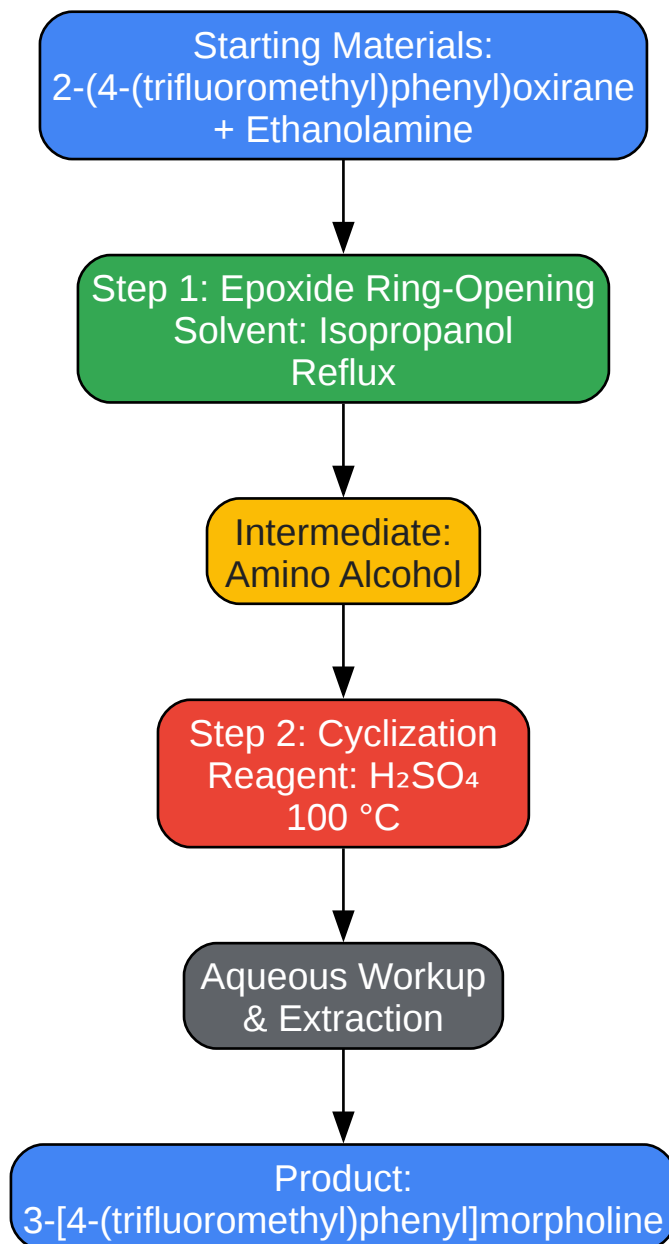 Starting Materials:
2-(4-(trifluoromethyl)phenyl)oxirane
+ Ethanolamine
Step 1: Epoxide Ring-Opening
Solvent: Isopropanol
Reflux
Intermediate:
Amino Alcohol
Step 2: Cyclization
Reagent: H₂SO₄
100 °C
Aqueous Workup
& Extraction
Product:
3-[4-(trifluoromethyl)phenyl]morpholine